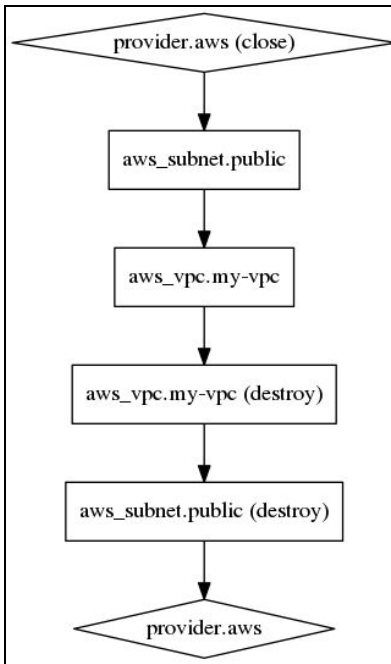 provider.aws (close)
aws_subnet.public
aws_vpc.my-vpc
aws_vpc.my-vpc (destroy)
aws_subnet.public (destroy)
provider.aws